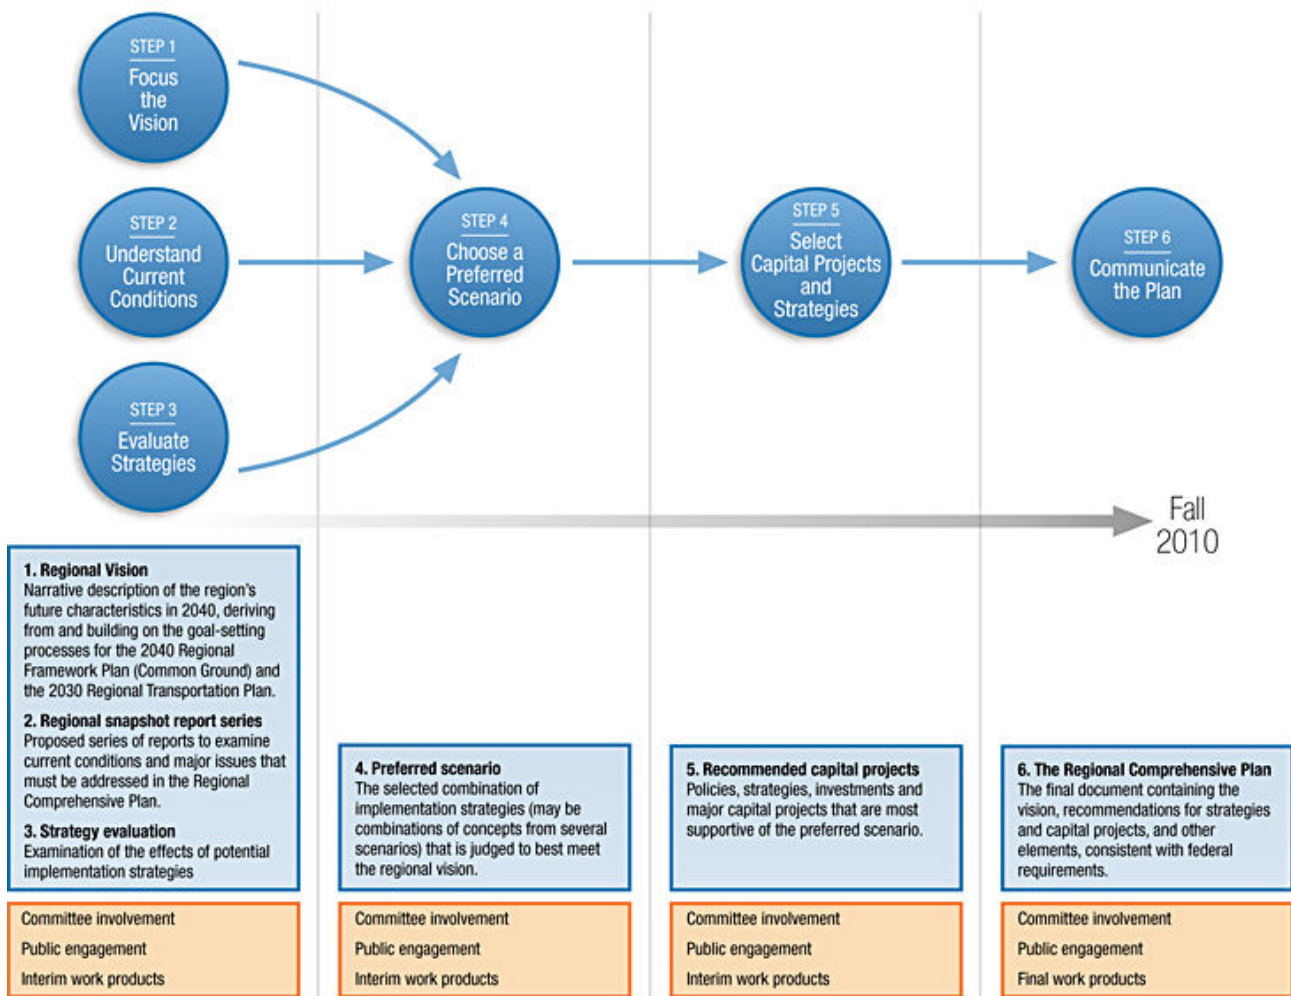 STEP 1
Focus
the
Vision
STEP 2
Understand
Current
Conditions
STEP 3
Evaluate
Strategies
STEP 4
Choose a
Preferred
Scenario
STEP 5
Select
Capital Projects
and
Strategies
STEP 6
Communicate
the Plan
Fall
2010
1. Regional Vision
Narrative description of the region's
future characteristics in 2040, deriving
from and building on the goal-setting
processes for the 2040 Regional
Framework Plan (Common Ground) and
the 2030 Regional Transportation Plan.
2. Regional snapshot report series
Proposed series of reports to examine
current conditions and major issues that
must be addressed in the Regional
Comprehensive Plan.
3. Strategy evaluation
Examination of the effects of potential
implementation strategies
4. Preferred scenario
The selected combination of
implementation strategies (may be
combinations of concepts from several
scenarios) that is judged to best meet
the regional vision.
5. Recommended capital projects
Policies, strategies, investments and
major capital projects that are most
supportive of the preferred scenario.
6. The Regional Comprehensive Plan
The final document containing the
vision, recommendations for strategies
and capital projects, and other
elements, consistent with federal
requirements.
Committee involvement
Public engagement
Interim work products
Committee involvement
Public engagement
Interim work products
Committee involvement
Public engagement
Interim work products
Committee involvement
Public engagement
Final work products